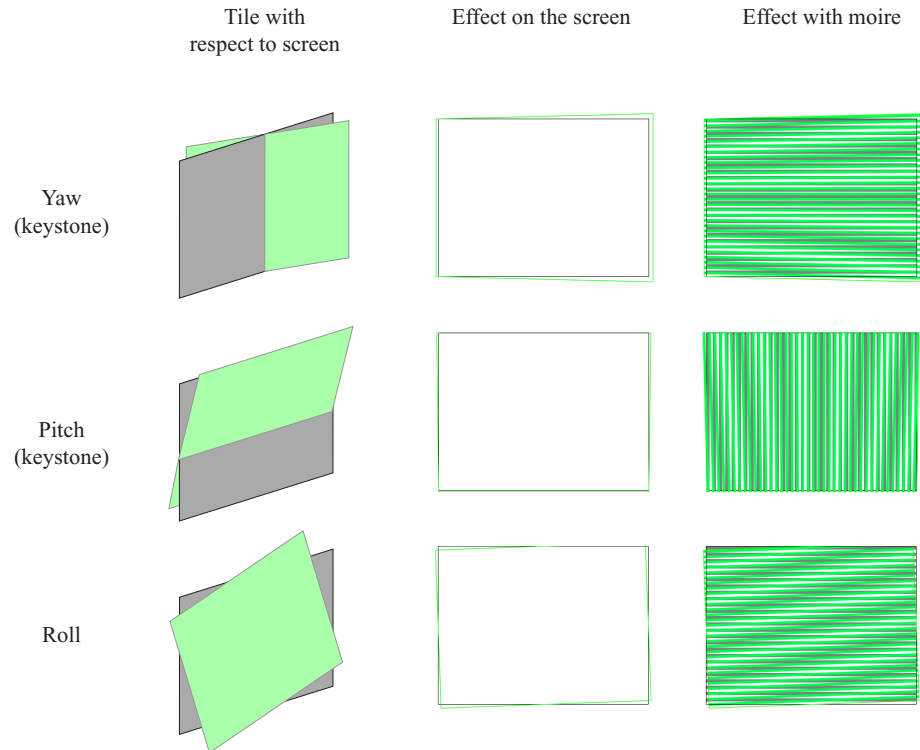 Tile with
respect to screen
Effect on the screen
Effect with moire
Yaw
(keystone)
Pitch
(keystone)
Roll